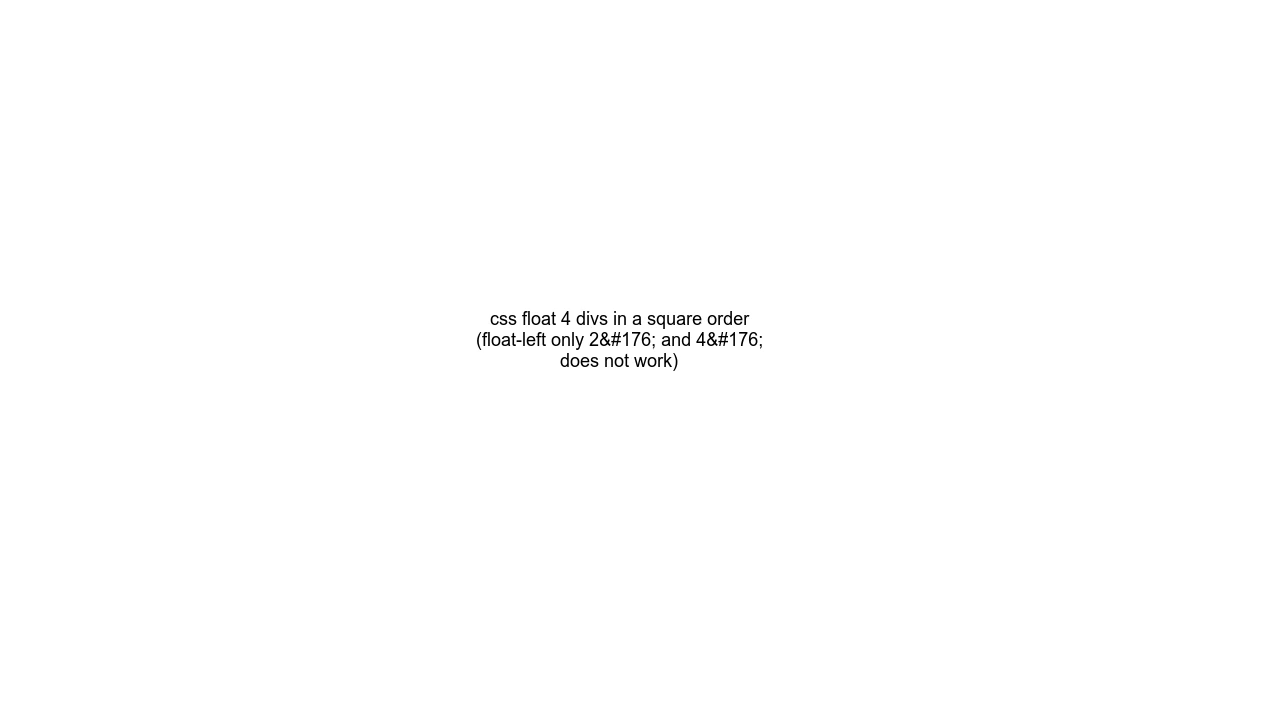 css float 4 divs in a square order
(float-left only 2&#176; and 4&#176;
does not work)